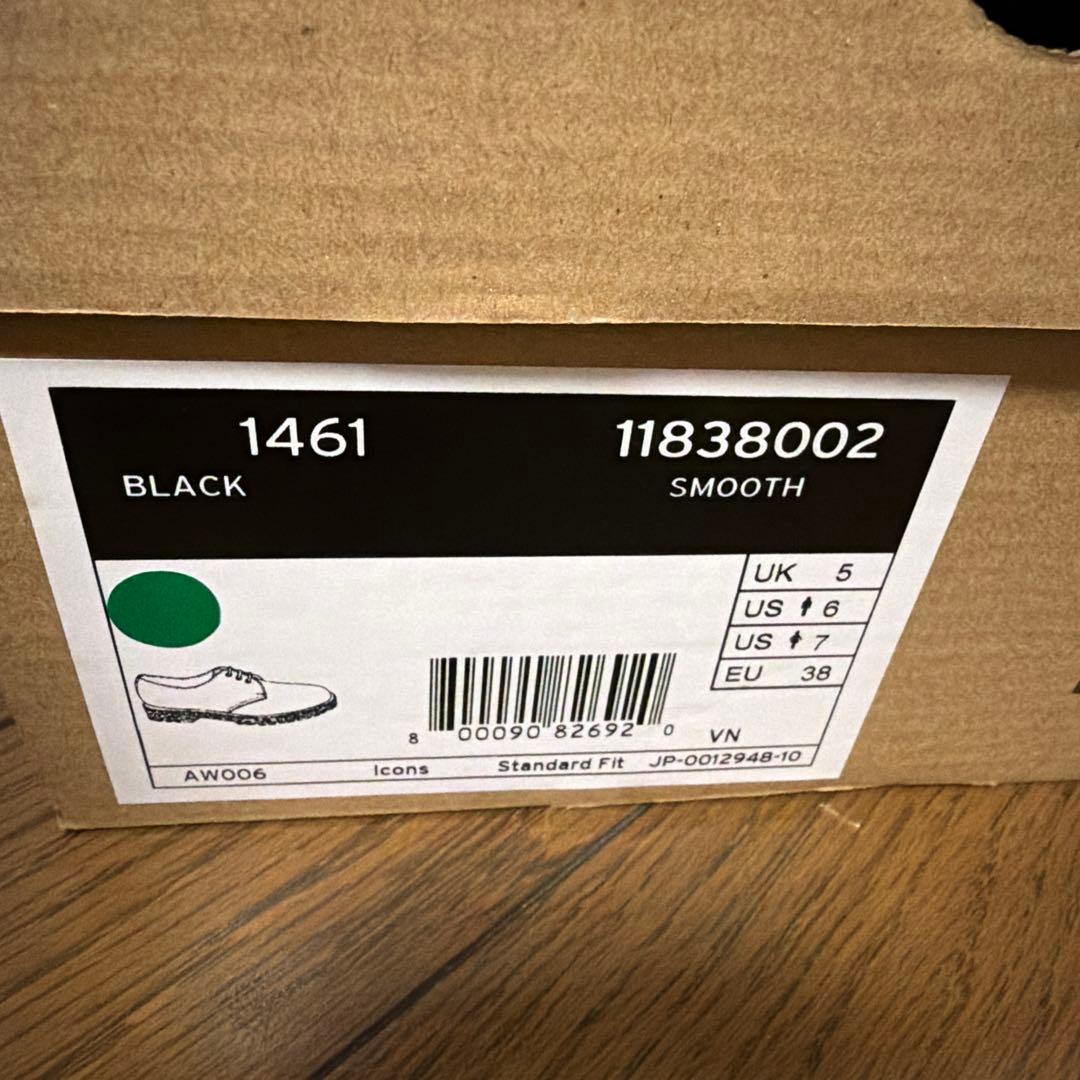 1461 11838002
BLACK SMOOTH
UK 5
US 6
US 7
EU 38
8 00090 82692 0 VN
AW006 Icons Standard Fit JP-0012948-10